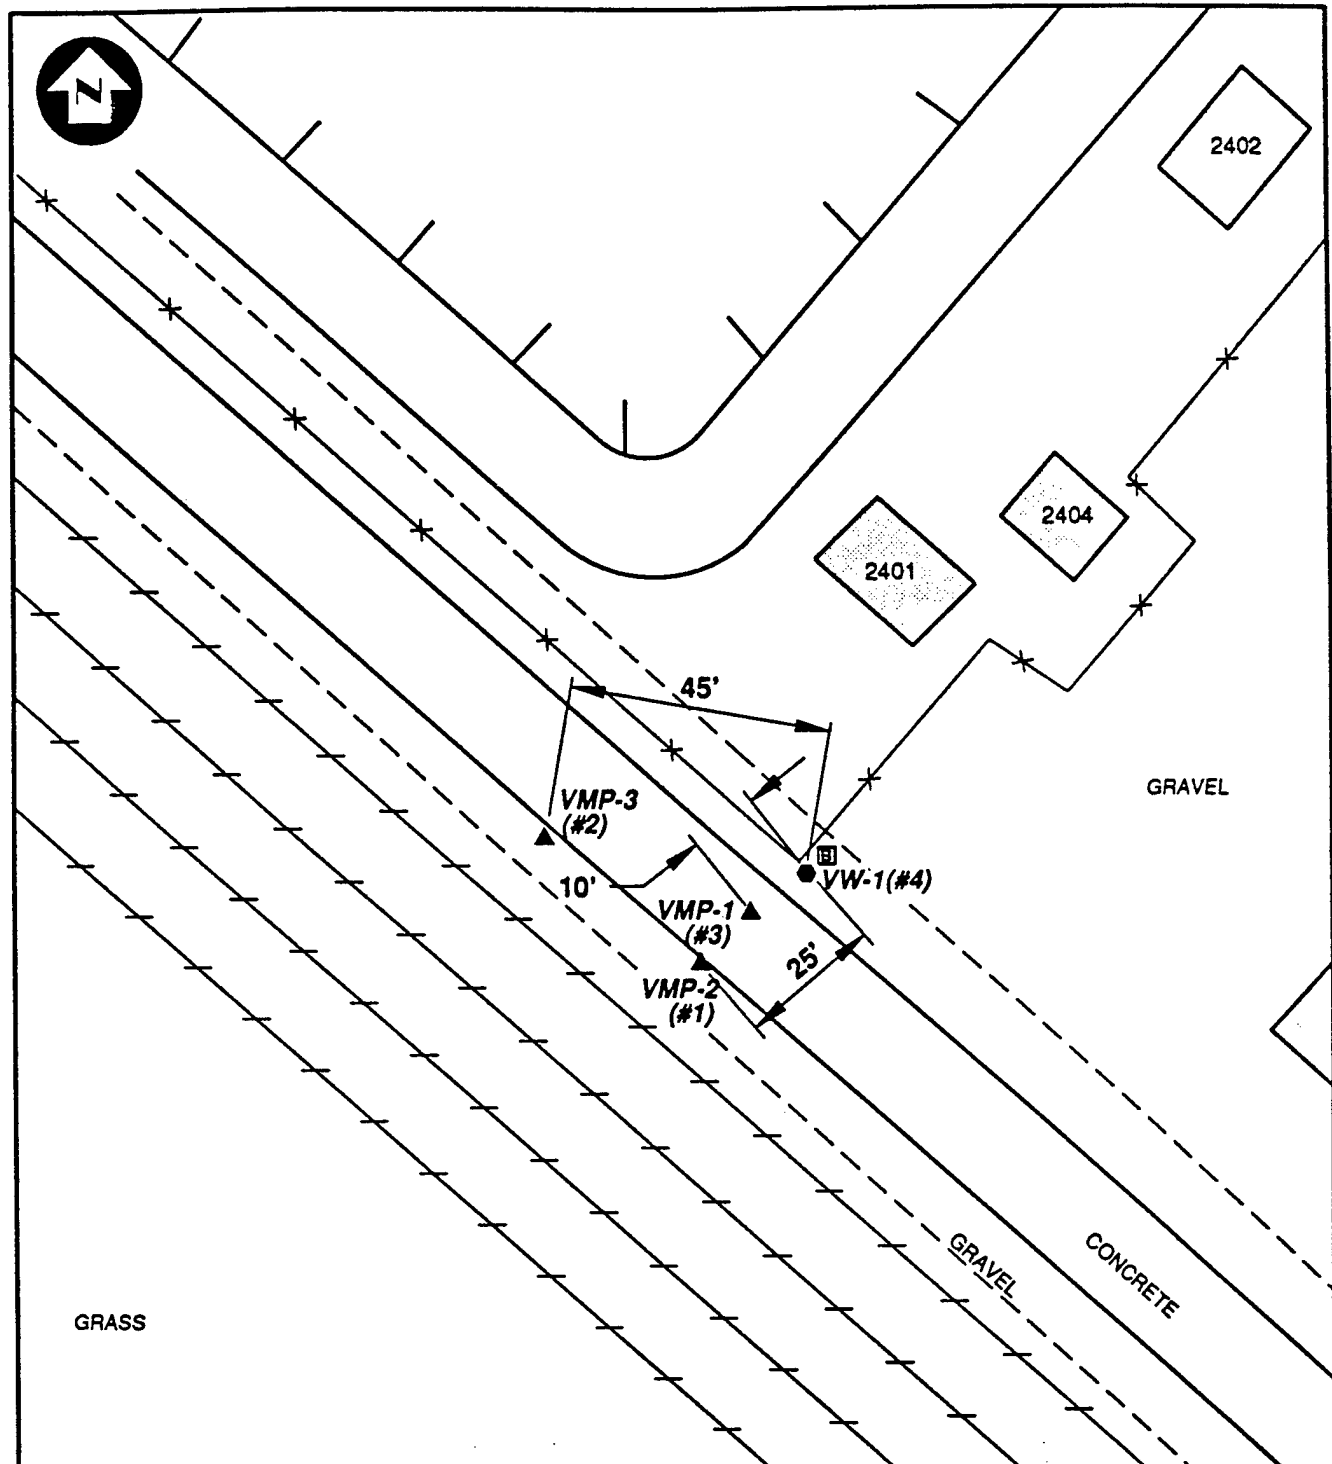 N
2402
2404
2401
45'
GRAVEL
VMP-3
(#2)
B
VW-1(#4)
10'
VMP-1
(#3)
25'
VMP-2
(#1)
GRAVEL
CONCRETE
GRASS